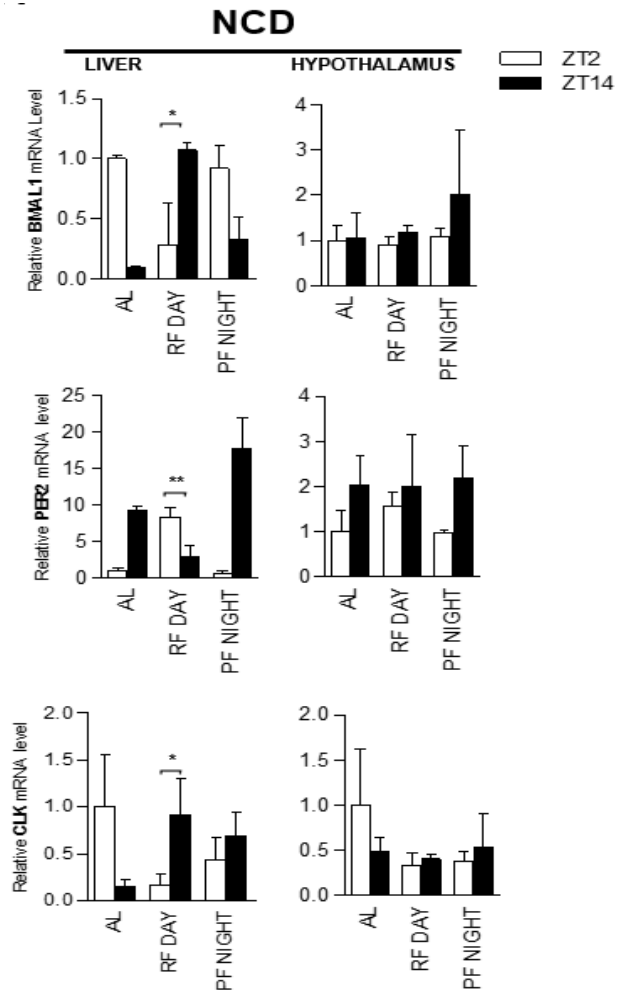 NCD
LIVER
HYPOTHALAMUS
ZT2
ZT14
Relative BMAL1 mRNA Level
1.5
1.0
0.5
0.0
*
AL
RF DAY
PF NIGHT
4
3
2
1
0
AL
RF DAY
PF NIGHT
Relative PER2 mRNA level
25
20
15
10
5
0
**
AL
RF DAY
PF NIGHT
4
3
2
1
0
AL
RF DAY
PF NIGHT
Relative CLK mRNA level
2.0
1.5
1.0
0.5
0.0
*
AL
RF DAY
PF NIGHT
2.0
1.5
1.0
0.5
0.0
AL
RF DAY
PF NIGHT